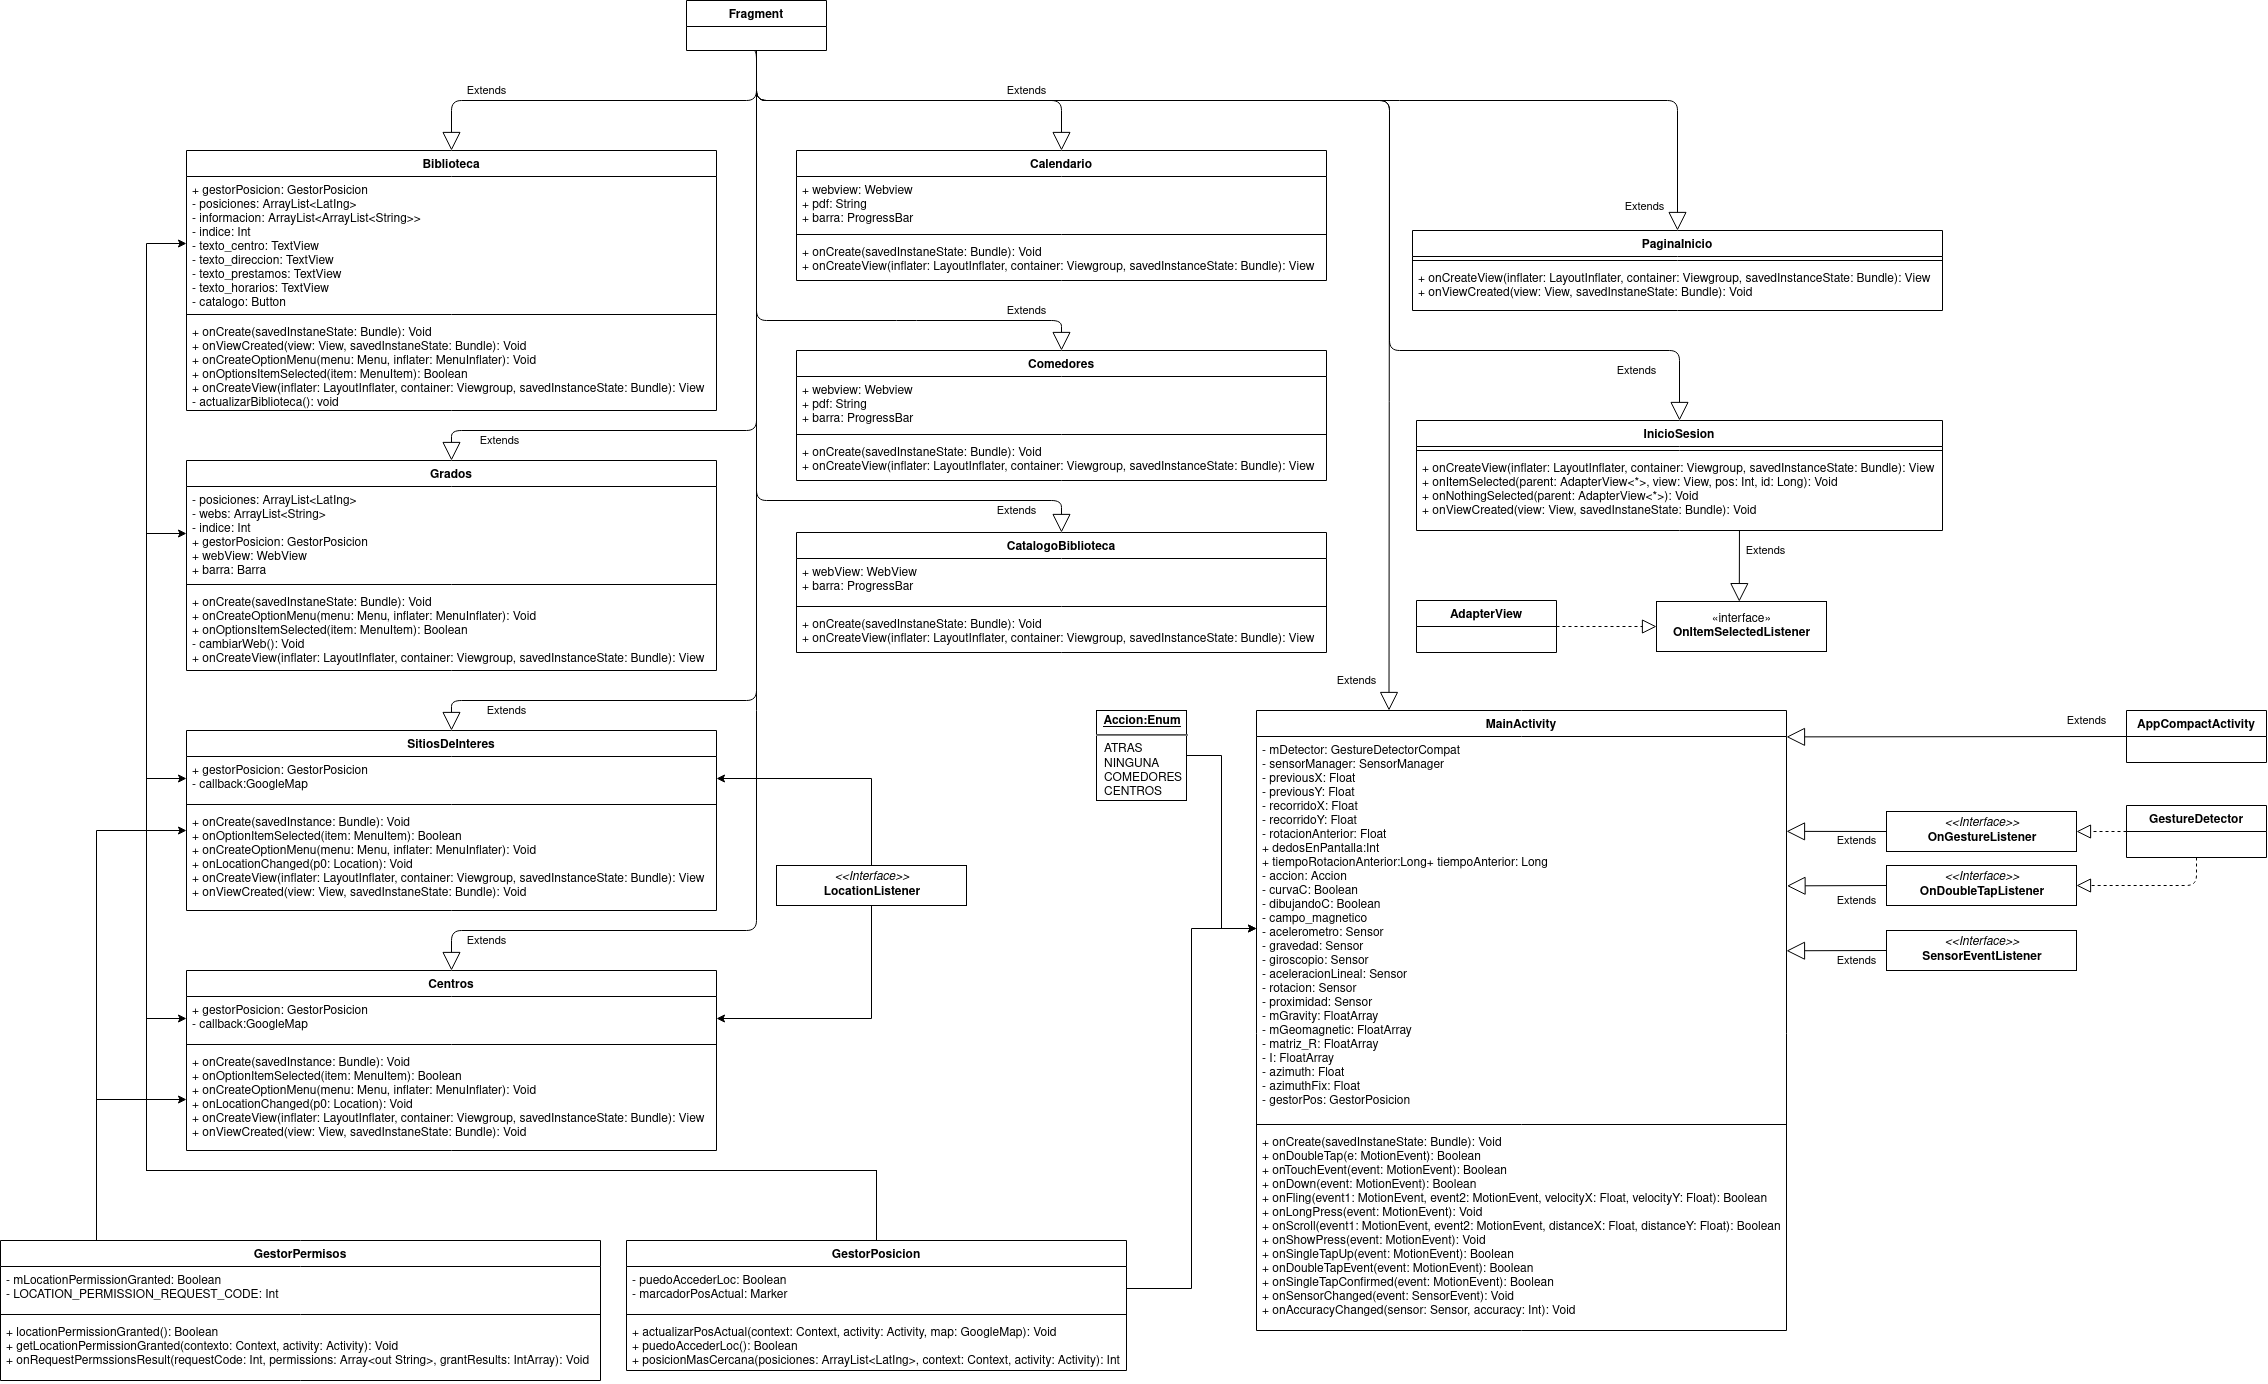 Fragment
Extends
Biblioteca
+ gestorPosicion: GestorPosicion
- posiciones: ArrayList<LatIng>
- informacion: ArrayList<ArrayList<String>>
- indice: Int
- texto_centro: TextView
- texto_direccion: TextView
- texto_prestamos: TextView
- texto_horarios: TextView
- catalogo: Button
+ onCreate(savedInstaneState: Bundle): Void
+ onViewCreated(view: View, savedInstaneState: Bundle): Void
+ onCreateOptionMenu(menu: Menu, inflater: MenuInflater): Void
+ onOptionsItemSelected(item: MenuItem): Boolean
+ onCreateView(inflater: LayoutInflater, container: Viewgroup, savedInstanceState: Bundle): View
- actualizarBiblioteca(): void
Extends
Grados
- posiciones: ArrayList<LatIng>
- webs: ArrayList<String>
- indice: Int
+ gestorPosicion: GestorPosicion
+ webView: WebView
+ barra: Barra
+ onCreate(savedInstaneState: Bundle): Void
+ onCreateOptionMenu(menu: Menu, inflater: MenuInflater): Void
+ onOptionsItemSelected(item: MenuItem): Boolean
- cambiarWeb(): Void
+ onCreateView(inflater: LayoutInflater, container: Viewgroup, savedInstanceState: Bundle): View
Extends
SitiosDeInteres
+ gestorPosicion: GestorPosicion
- callback:GoogleMap
+ onCreate(savedInstance: Bundle): Void
+ onOptionItemSelected(item: MenuItem): Boolean
+ onCreateOptionMenu(menu: Menu, inflater: MenuInflater): Void
+ onLocationChanged(p0: Location): Void
+ onCreateView(inflater: LayoutInflater, container: Viewgroup, savedInstanceState: Bundle): View
+ onViewCreated(view: View, savedInstaneState: Bundle): Void
Extends
Centros
+ gestorPosicion: GestorPosicion
- callback:GoogleMap
+ onCreate(savedInstance: Bundle): Void
+ onOptionItemSelected(item: MenuItem): Boolean
+ onCreateOptionMenu(menu: Menu, inflater: MenuInflater): Void
+ onLocationChanged(p0: Location): Void
+ onCreateView(inflater: LayoutInflater, container: Viewgroup, savedInstanceState: Bundle): View
+ onViewCreated(view: View, savedInstaneState: Bundle): Void
Extends
Calendario
+ webview: Webview
+ pdf: String
+ barra: ProgressBar
+ onCreate(savedInstaneState: Bundle): Void
+ onCreateView(inflater: LayoutInflater, container: Viewgroup, savedInstanceState: Bundle): View
Extends
Comedores
+ webview: Webview
+ pdf: String
+ barra: ProgressBar
+ onCreate(savedInstaneState: Bundle): Void
+ onCreateView(inflater: LayoutInflater, container: Viewgroup, savedInstanceState: Bundle): View
Extends
CatalogoBiblioteca
+ webView: WebView
+ barra: ProgressBar
+ onCreate(savedInstaneState: Bundle): Void
+ onCreateView(inflater: LayoutInflater, container: Viewgroup, savedInstanceState: Bundle): View
<<Interface>>
LocationListener
Extends
PaginaInicio
+ onCreateView(inflater: LayoutInflater, container: Viewgroup, savedInstanceState: Bundle): View
+ onViewCreated(view: View, savedInstaneState: Bundle): Void
Extends
InicioSesion
+ onCreateView(inflater: LayoutInflater, container: Viewgroup, savedInstanceState: Bundle): View
+ onItemSelected(parent: AdapterView<*>, view: View, pos: Int, id: Long): Void
+ onNothingSelected(parent: AdapterView<*>): Void
+ onViewCreated(view: View, savedInstaneState: Bundle): Void
Extends
AdapterView
«interface»
OnItemSelectedListener
Extends
Accion:Enum
ATRAS
NINGUNA
COMEDORES
CENTROS
MainActivity
- mDetector: GestureDetectorCompat
- sensorManager: SensorManager
- previousX: Float
- previousY: Float
- recorridoX: Float
- recorridoY: Float
- rotacionAnterior: Float
+ dedosEnPantalla:Int
+ tiempoRotacionAnterior:Long+ tiempoAnterior: Long
- accion: Accion
- curvaC: Boolean
- dibujandoC: Boolean
- campo_magnetico
- acelerometro: Sensor
- gravedad: Sensor
- giroscopio: Sensor
- aceleracionLineal: Sensor
- rotacion: Sensor
- proximidad: Sensor
- mGravity: FloatArray
- mGeomagnetic: FloatArray
- matriz_R: FloatArray
- I: FloatArray
- azimuth: Float
- azimuthFix: Float
- gestorPos: GestorPosicion
+ onCreate(savedInstaneState: Bundle): Void
+ onDoubleTap(e: MotionEvent): Boolean
+ onTouchEvent(event: MotionEvent): Boolean
+ onDown(event: MotionEvent): Boolean
+ onFling(event1: MotionEvent, event2: MotionEvent, velocityX: Float, velocityY: Float): Boolean
+ onLongPress(event: MotionEvent): Void
+ onScroll(event1: MotionEvent, event2: MotionEvent, distanceX: Float, distanceY: Float): Boolean
+ onShowPress(event: MotionEvent): Void
+ onSingleTapUp(event: MotionEvent): Boolean
+ onDoubleTapEvent(event: MotionEvent): Boolean
+ onSingleTapConfirmed(event: MotionEvent): Boolean
+ onSensorChanged(event: SensorEvent): Void
+ onAccuracyChanged(sensor: Sensor, accuracy: Int): Void
Extends
AppCompactActivity
<<Interface>>
OnGestureListener
Extends
GestureDetector
<<Interface>>
OnDoubleTapListener
Extends
<<Interface>>
SensorEventListener
Extends
GestorPermisos
- mLocationPermissionGranted: Boolean
- LOCATION_PERMISSION_REQUEST_CODE: Int
+ locationPermissionGranted(): Boolean
+ getLocationPermissionGranted(contexto: Context, activity: Activity): Void
+ onRequestPermssionsResult(requestCode: Int, permissions: Array<out String>, grantResults: IntArray): Void
GestorPosicion
- puedoAccederLoc: Boolean
- marcadorPosActual: Marker
+ actualizarPosActual(context: Context, activity: Activity, map: GoogleMap): Void
+ puedoAccederLoc(): Boolean
+ posicionMasCercana(posiciones: ArrayList<LatIng>, context: Context, activity: Activity): Int